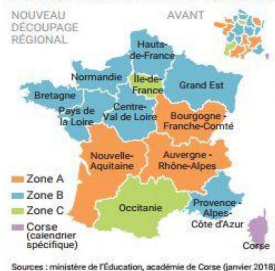 NOUVEAU
DÉCOUPAGE
RÉGIONAL
AVANT
Hauts-
de-France
Normandie
Île-de-
France
Grand Est
Bretagne
Pays de
la Loire
Centre-
Val de Loire
Bourgogne -
Franche-Comté
Nouvelle-
Aquitaine
Auvergne -
Rhône-Alpes
Zone A
Zone B
Zone C
Corse
(calendrier
spécifique)
Occitanie
Provence -
Alpes-
Côte d'Azur
Corse
Sources : ministère de l'Éducation, académie de Corse (janvier 2018)